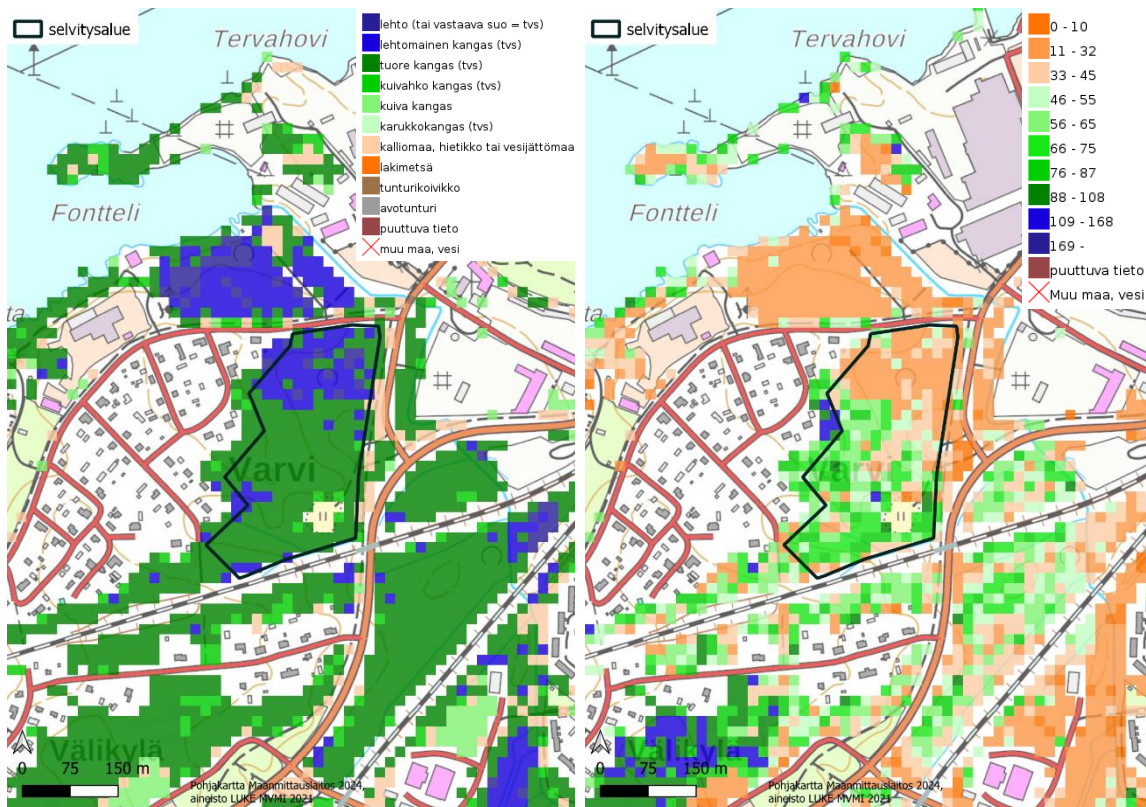 selvitysalue
Tervahovi
lehto (tai vastaava suo = tvs)
lehtomainen kangas (tvs)
tuore kangas (tvs)
kuivahko kangas (tvs)
kuiva kangas
karukkokangas (tvs)
kalliomaa, hietikko tai vesijättömaa
lakimetsä
tunturikoivikko
avotunturi
puuttuva tieto
muu maa, vesi
Fontteli
ta
Varvi
Välikylä
0 75 150 m
Pohjakartta Maanmittauslaitos 2024,
aineisto LUKE MVMI 2021
selvitysalue
Tervahovi
0 - 10
11 - 32
33 - 45
46 - 55
56 - 65
66 - 75
76 - 87
88 - 108
109 - 168
169 -
puuttuva tieto
Muu maa, vesi
Fontteli
ta
Varvi
Välikylä
0 75 150 m
Pohjakartta Maanmittauslaitos 2024,
aineisto LUKE MVMI 2021